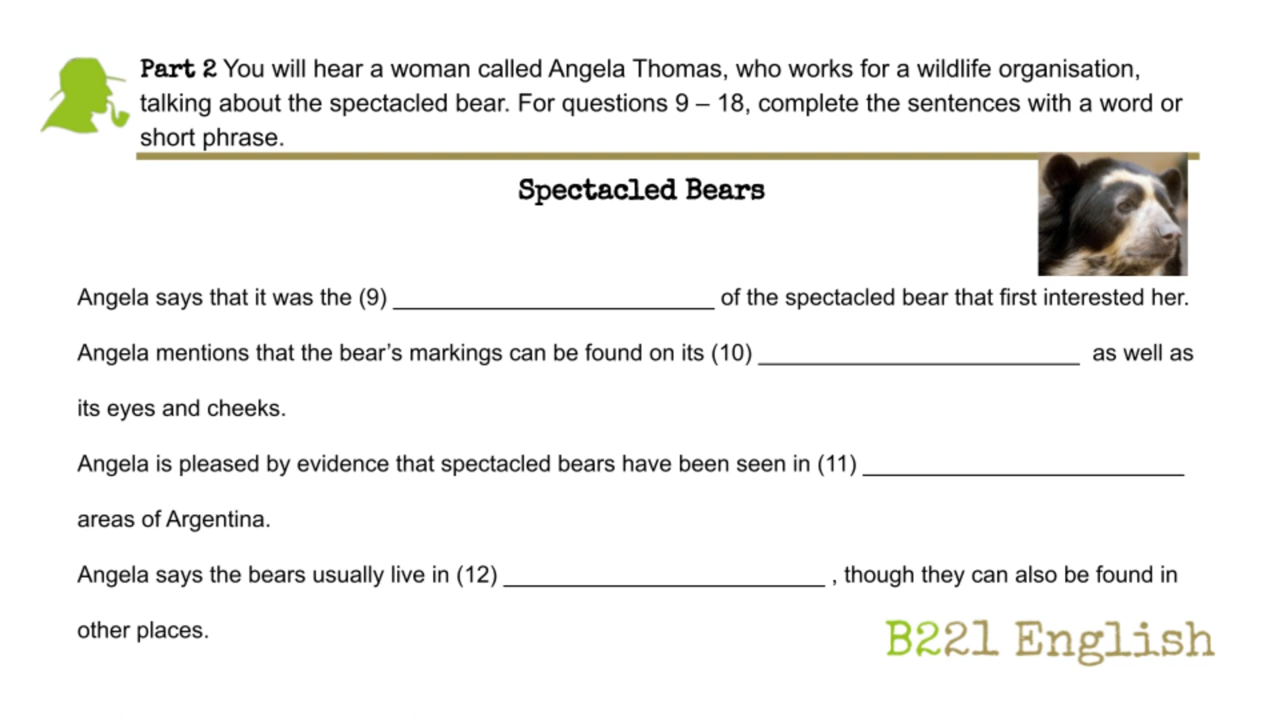 Part 2 You will hear a woman called Angela Thomas, who works for a wildlife organisation,
talking about the spectacled bear. For questions 9 – 18, complete the sentences with a word or
short phrase.
Spectacled Bears
Angela says that it was the (9) ________________________ of the spectacled bear that first interested her.
Angela mentions that the bear’s markings can be found on its (10) ________________________ as well as
its eyes and cheeks.
Angela is pleased by evidence that spectacled bears have been seen in (11) ________________________
areas of Argentina.
Angela says the bears usually live in (12) ________________________ , though they can also be found in
other places.
B221 English